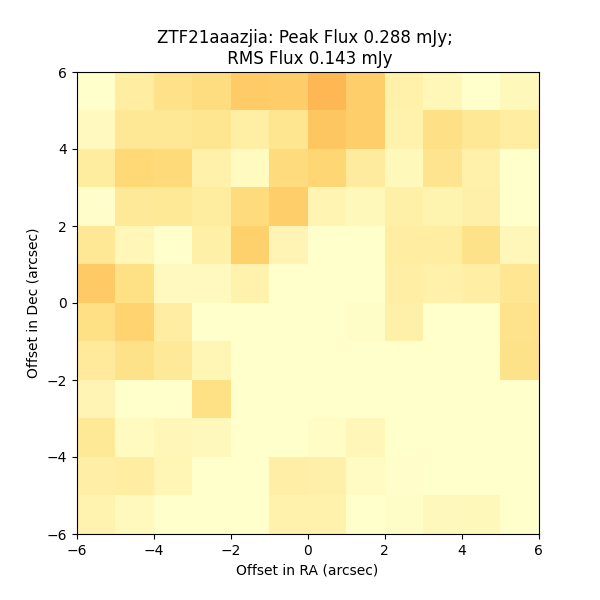 ZTF21aaazjia: Peak Flux 0.288 mJy;
RMS Flux 0.143 mJy
6
4
2
0
−2
−4
−6
Offset in Dec (arcsec)
−6 −4 −2 0 2 4 6
Offset in RA (arcsec)